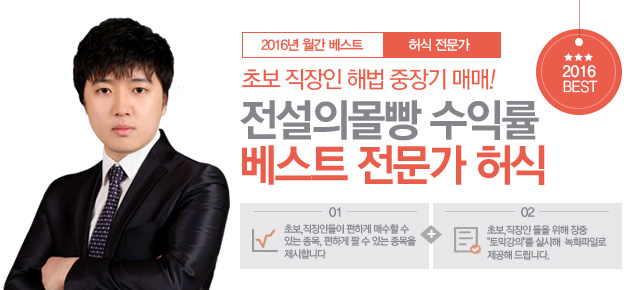 2016년 월간 베스트
허식 전문가
초보 직장인 해법 중장기 매매!
전설의몰빵 수익률
베스트 전문가 허식
★★★
2016
BEST
01
초보,직장인들이 편하게 매수할 수
있는 종목, 편하게 팔 수 있는 종목을
제시합니다
02
초보,직장인 들을 위해 장중
"토막강의"를 실시해 녹화파일로
제공해 드립니다.